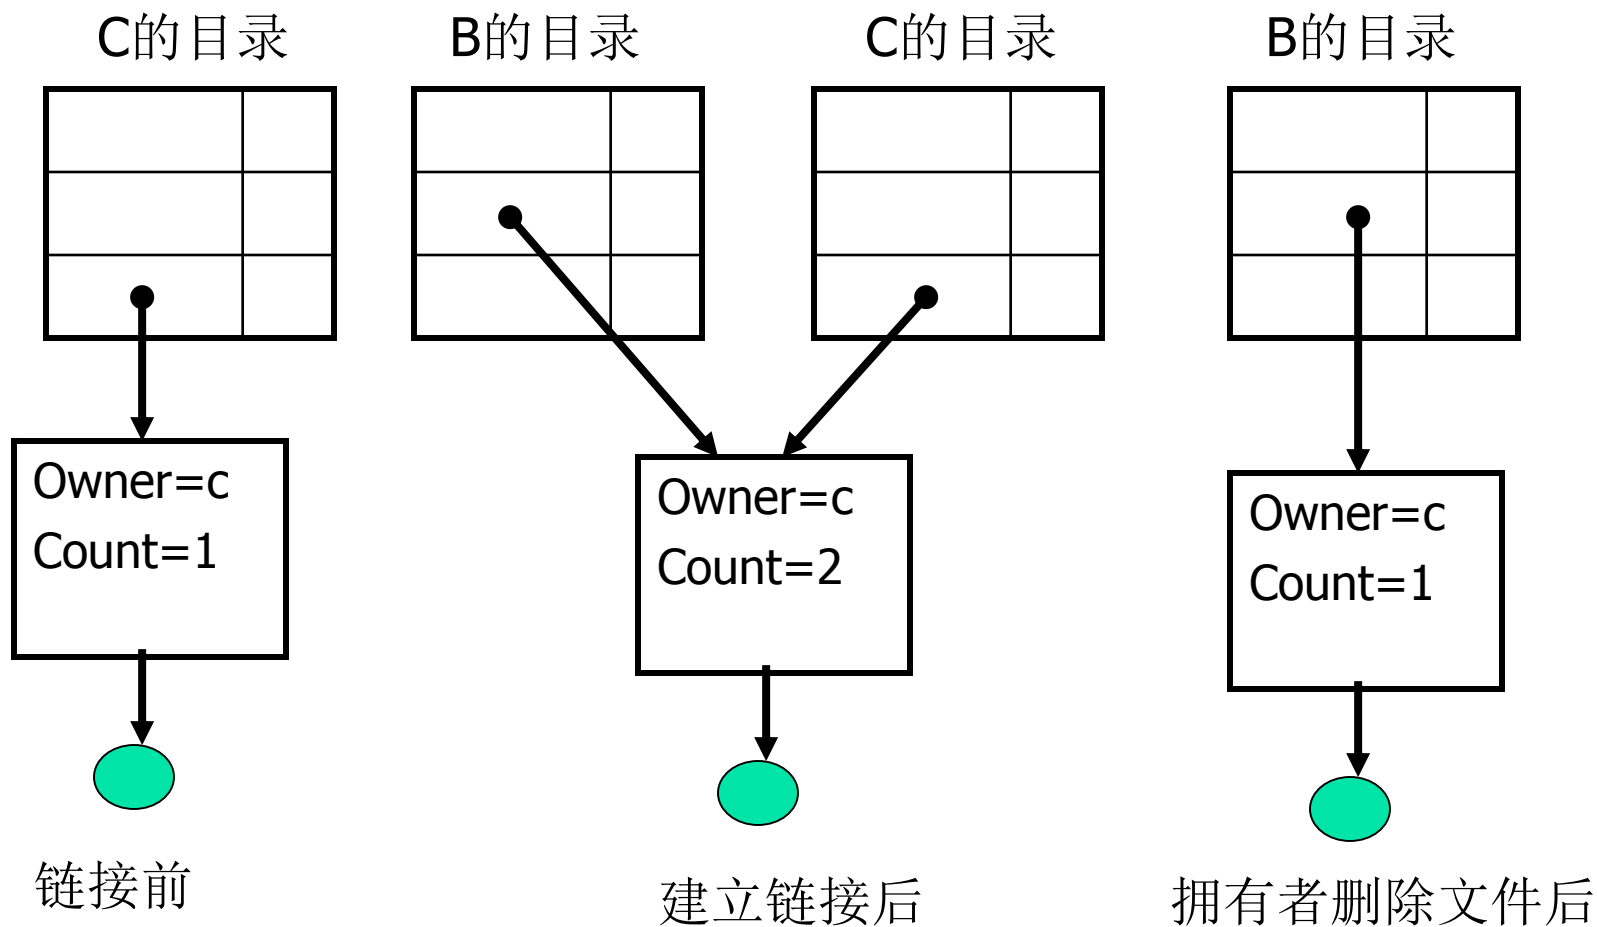 C的目录
B的目录
C的目录
B的目录
Owner=c
Count=1
Owner=c
Count=2
Owner=c
Count=1
链接前
建立链接后
拥有者删除文件后